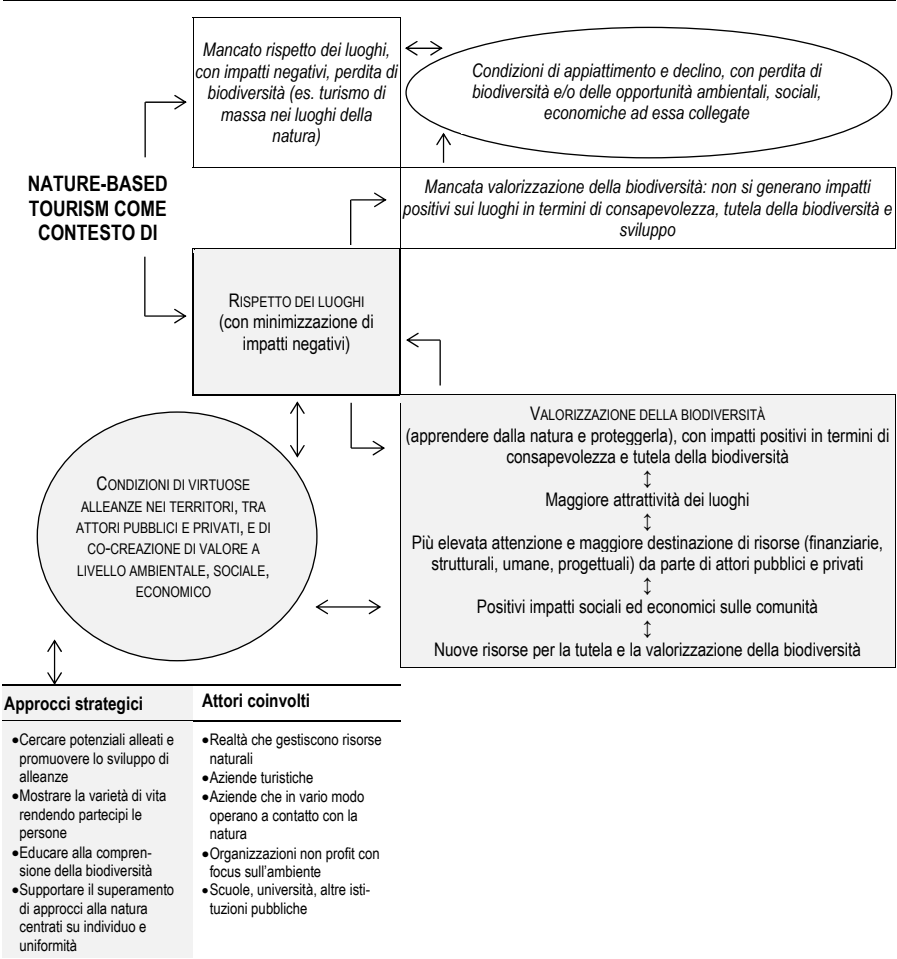 Mancato rispetto dei luoghi,
con impatti negativi, perdita di
biodiversità (es. turismo di
massa nei luoghi della
natura)
Condizioni di appiattimento e declino, con perdita di
biodiversità e/o delle opportunità ambientali, sociali,
economiche ad essa collegate
NATURE-BASED
TOURISM COME
CONTESTO DI
Mancata valorizzazione della biodiversità: non si generano impatti
positivi sui luoghi in termini di consapevolezza, tutela della biodiversità e
sviluppo
RISPETTO DEI LUOGHI
(con minimizzazione di
impatti negativi)
VALORIZZAZIONE DELLA BIODIVERSITÀ
(apprendere dalla natura e proteggerla), con impatti positivi in termini di
consapevolezza e tutela della biodiversità
↕
Maggiore attrattività dei luoghi
↕
Più elevata attenzione e maggiore destinazione di risorse (finanziarie,
strutturali, umane, progettuali) da parte di attori pubblici e privati
↕
Positivi impatti sociali ed economici sulle comunità
↕
Nuove risorse per la tutela e la valorizzazione della biodiversità
CONDIZIONI DI VIRTUOSE
ALLEANZE NEI TERRITORI, TRA
ATTORI PUBBLICI E PRIVATI, E DI
CO-CREAZIONE DI VALORE A
LIVELLO AMBIENTALE, SOCIALE,
ECONOMICO
Approcci strategici
•Cercare potenziali alleati e
promuovere lo sviluppo di
alleanze
•Mostrare la varietà di vita
rendendo partecipi le
persone
•Educare alla compren-
sione della biodiversità
•Supportare il superamento
di approcci alla natura
centrati su individuo e
uniformità
Attori coinvolti
•Realtà che gestiscono risorse
naturali
•Aziende turistiche
•Aziende che in vario modo
operano a contatto con la
natura
•Organizzazioni non profit con
focus sull'ambiente
•Scuole, università, altre isti-
tuzioni pubbliche